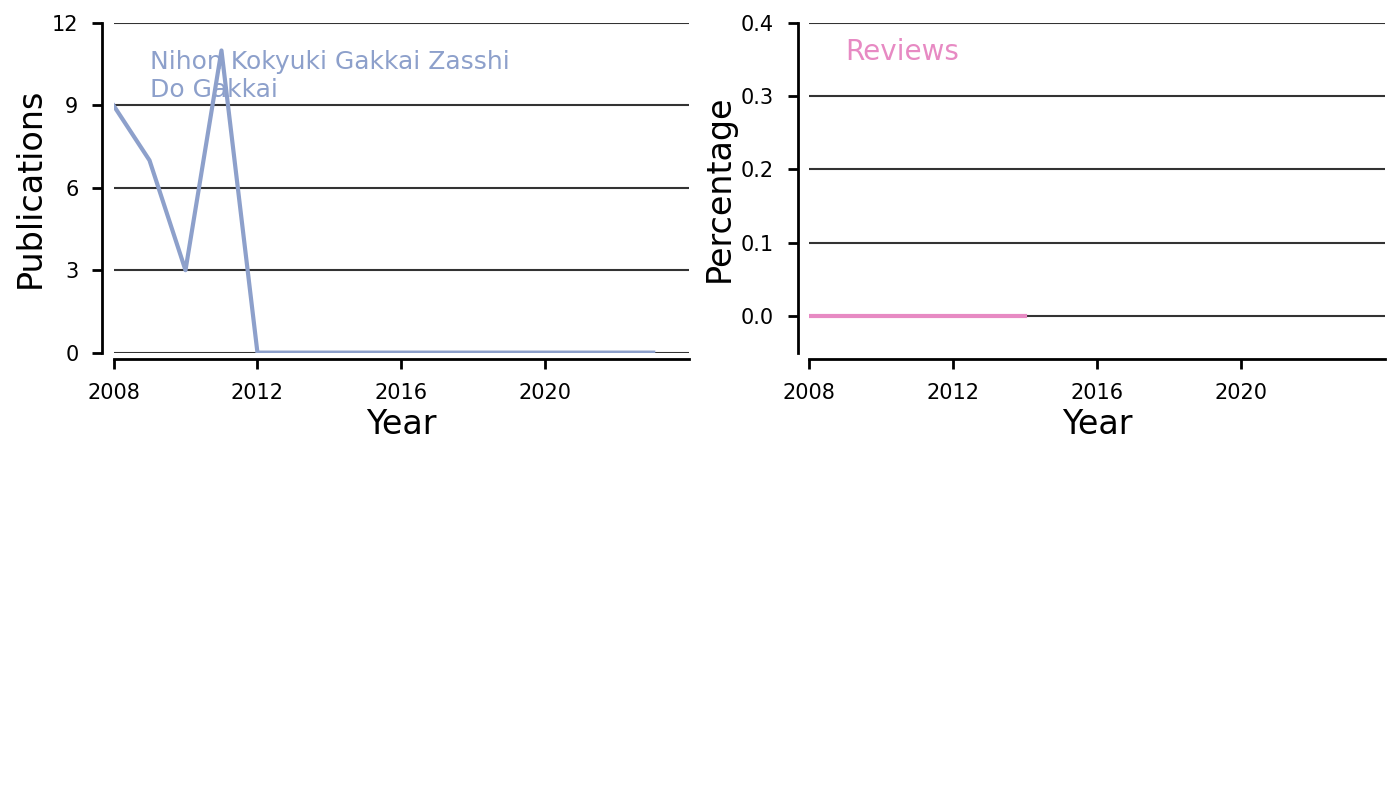 12
9
6
3
0
Publications
Nihon Kokyuki Gakkai Zasshi
Do Gakkai
2008 2012 2016 2020
Year
0.4
0.3
0.2
0.1
0.0
Percentage
Reviews
2008 2012 2016 2020
Year